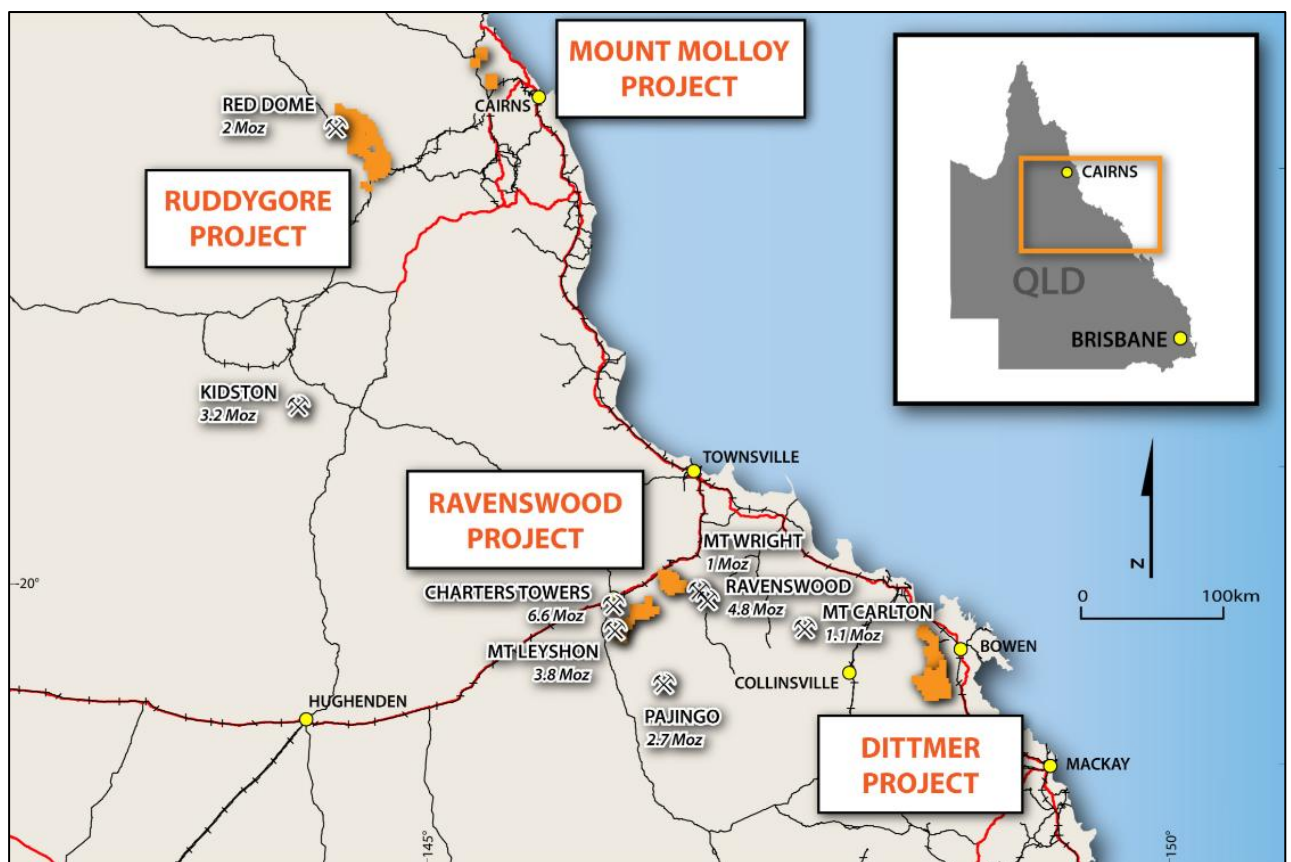 MOUNT MOLLOY
PROJECT
CAIRNS
RED DOME
2 Moz
RUDDYGORE
PROJECT
CAIRNS
QLD
BRISBANE
KIDSTON
3.2 Moz
TOWNSVILLE
RAVENSWOOD
PROJECT
MT WRIGHT
1 Moz
-20°
CHARTERS TOWERS
6.6 Moz
RAVENSWOOD
4.8 Moz
MT CARLTON
1.1 Moz
N
0 100km
MT LEYSHON
3.8 Moz
BOWEN
COLLINSVILLE
HUGHENDEN
PAJINGO
2.7 Moz
DITTMER
PROJECT
MACKAY
145°
150°